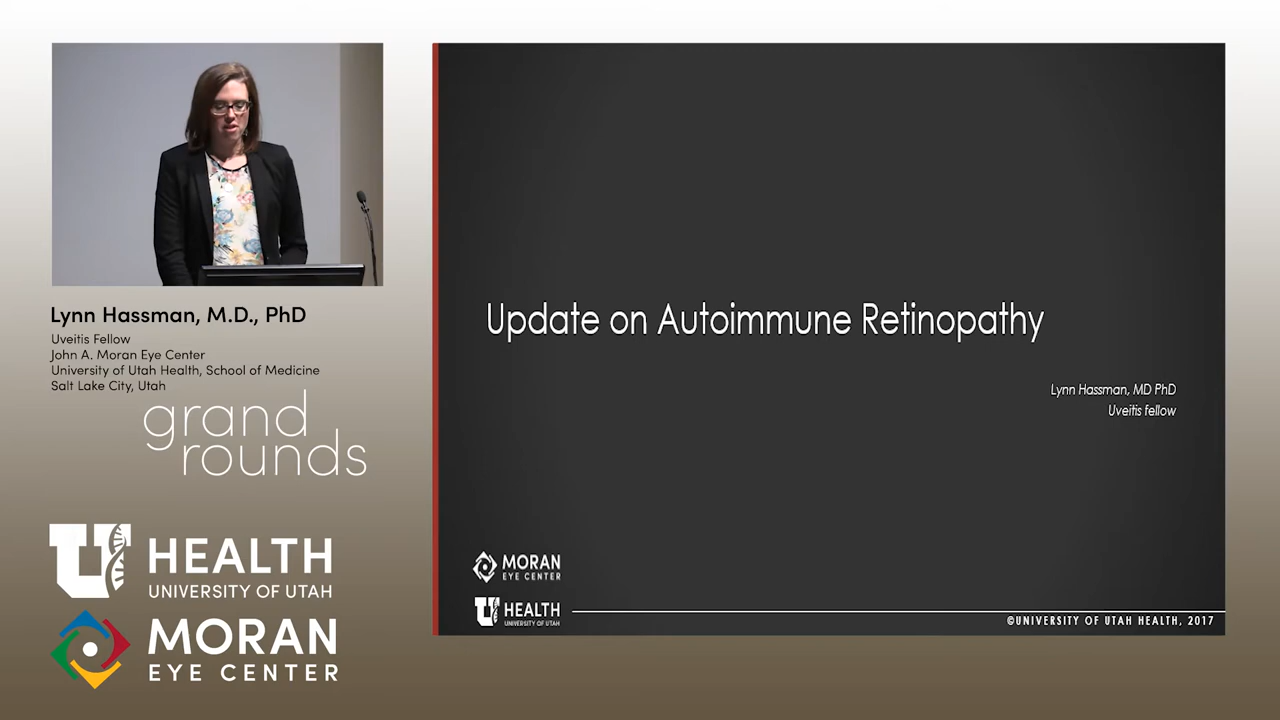 Lynn Hassman, M.D., PhD
Uveitis Fellow
John A. Moran Eye Center
University of Utah Health, School of Medicine
Salt Lake City, Utah
grand
rounds
U
HEALTH
UNIVERSITY OF UTAH
MORAN
EYE CENTER
Update on Autoimmune Retinopathy
Lynn Hassman, MD PhD
Uveitis fellow
MORAN
EYE CENTER
U HEALTH
UNIVERSITY OF UTAH
©UNIVERSITY OF UTAH HEALTH, 2017